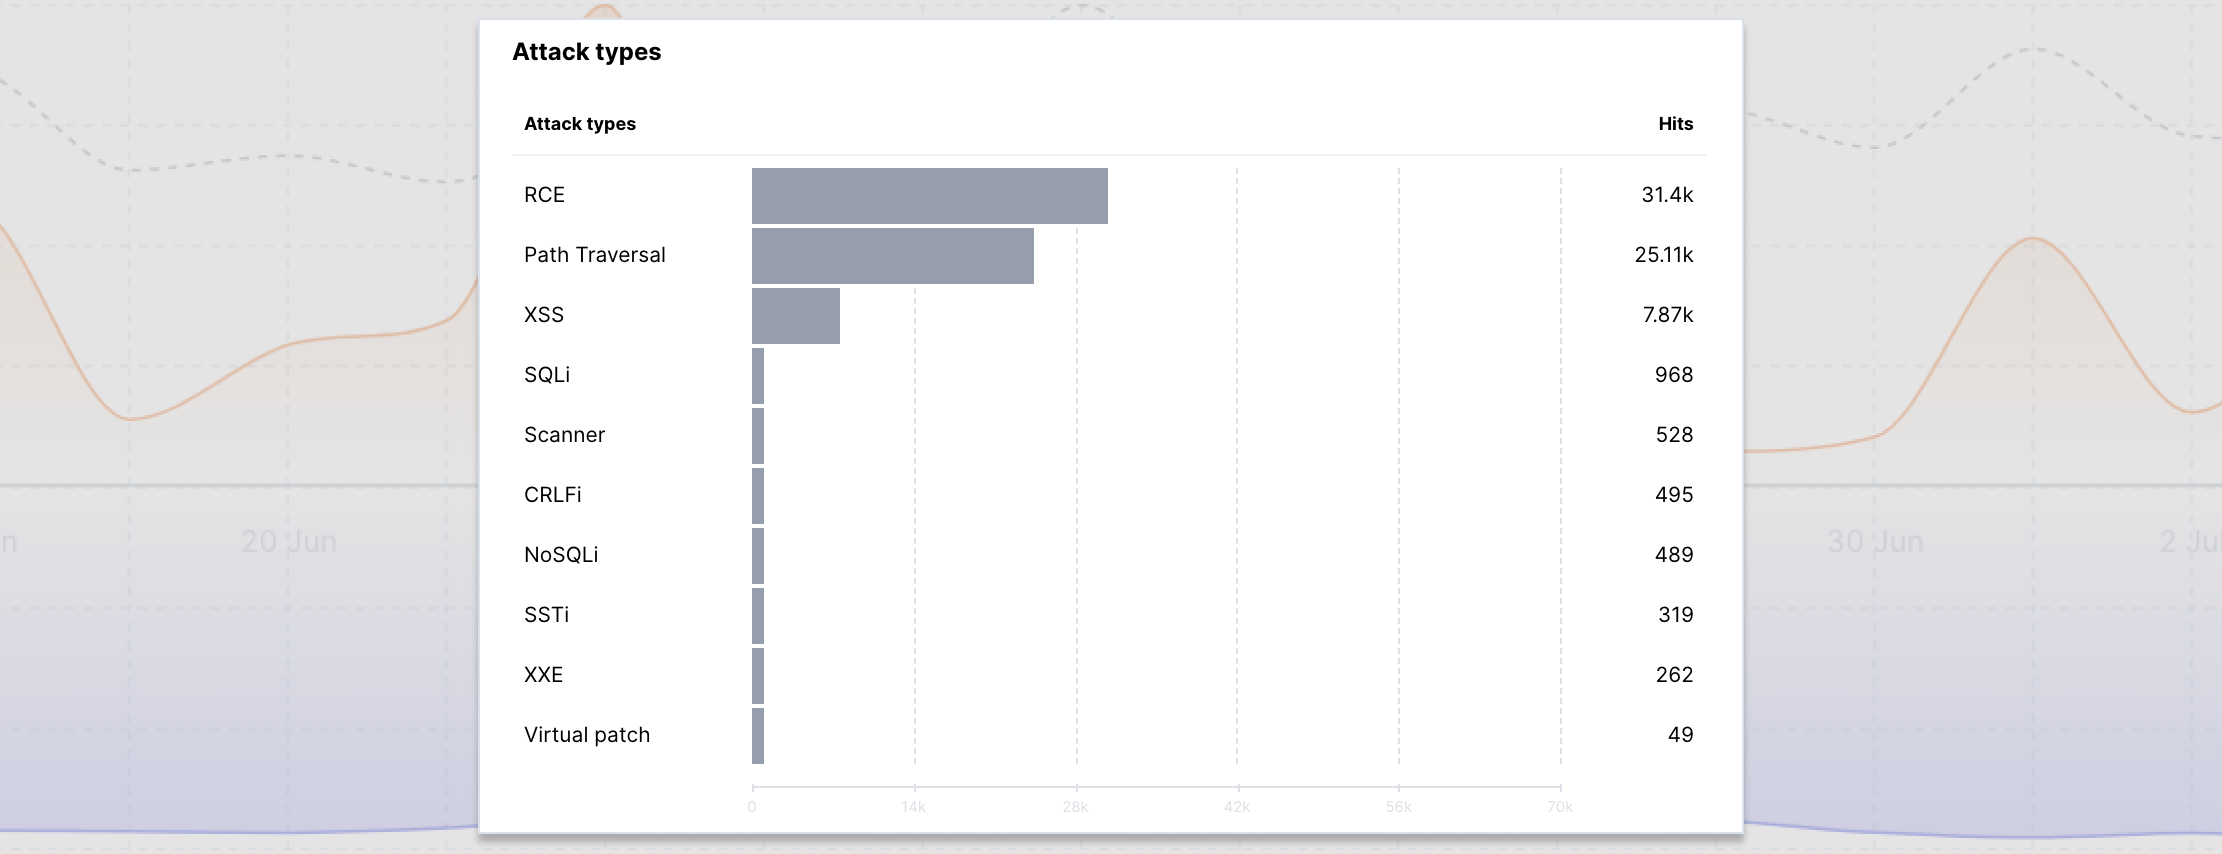 Attack types
Attack types Hits
RCE 31.4k
Path Traversal 25.11k
XSS 7.87k
SQLi 968
Scanner 528
CRLFi 495
NoSQLi 489
SSTi 319
XXE 262
Virtual patch 49
0 14k 28k 42k 56k 70k
20 Jun 30 Jun 2